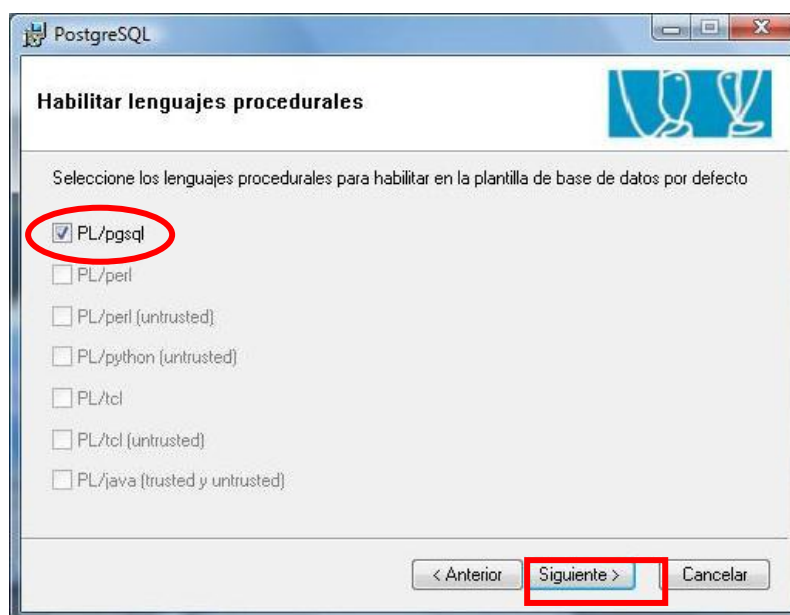 PostgreSQL
Habilitar lenguajes procedurales
Seleccione los lenguajes procedurales para habilitar en la plantilla de base de datos por defecto
PL/pgsql
PL/perl
PL/perl (untrusted)
PL/python (untrusted)
PL/tcl
PL/tcl (untrusted)
PL/java (trusted y untrusted)
< Anterior Siguiente > Cancelar